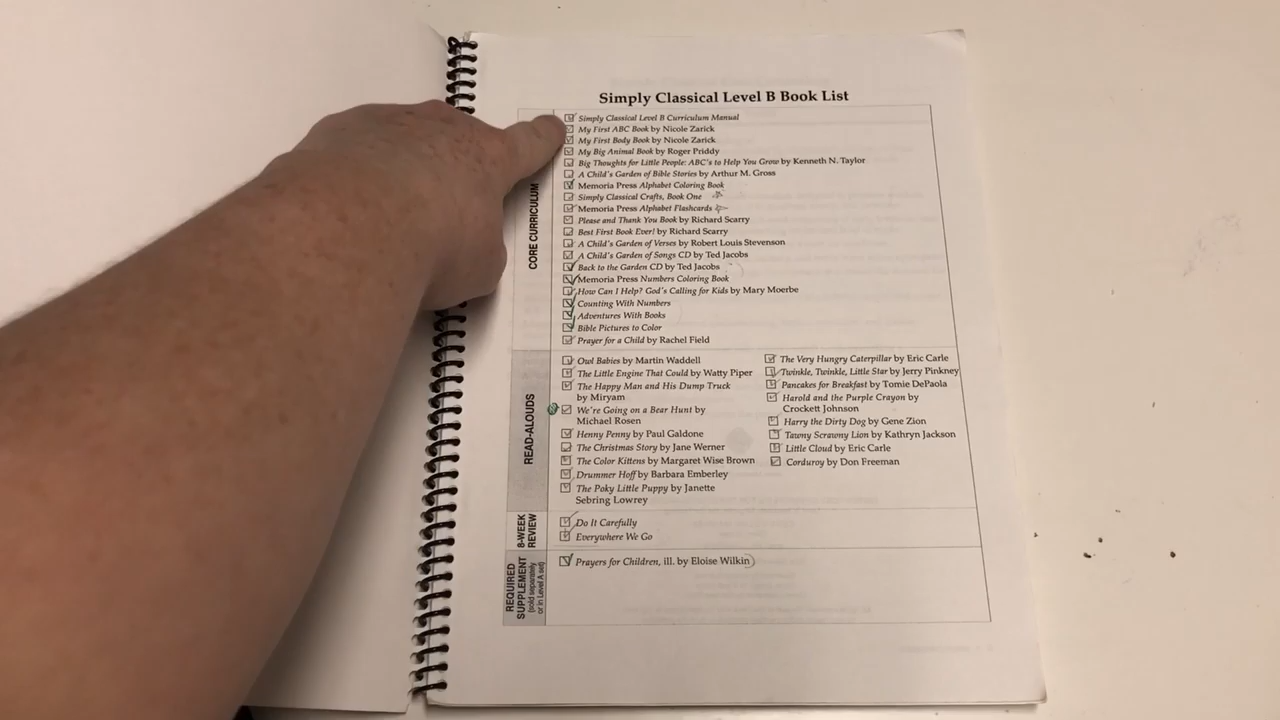 Simply Classical Level B Book List
CORE CURRICULUM
Simply Classical Level B Curriculum Manual
My First ABC Book by Nicole Zarick
My First Body Book by Nicole Zarick
My Big Animal Book by Roger Priddy
Big Thoughts for Little People: ABC's to Help You Grow by Kenneth N. Taylor
A Child's Garden of Bible Stories by Arthur M. Gross
Memoria Press Alphabet Coloring Book
Simply Classical Crafts, Book One
Memoria Press Alphabet Flashcards
Please and Thank You Book by Richard Scarry
Best First Book Ever! by Richard Scarry
A Child's Garden of Verses by Robert Louis Stevenson
A Child's Garden of Songs CD by Ted Jacobs
Back to the Garden CD by Ted Jacobs
Memoria Press Numbers Coloring Book
How Can I Help? God's Calling for Kids by Mary Moerbe
Counting With Numbers
Adventures With Books
Bible Pictures to Color
Prayer for a Child by Rachel Field
READ-ALOUDS
Owl Babies by Martin Waddell
The Little Engine That Could by Watty Piper
The Happy Man and His Dump Truck
by Miryam
We're Going on a Bear Hunt by
Michael Rosen
Henny Penny by Paul Galdone
The Christmas Story by Jane Werner
The Color Kittens by Margaret Wise Brown
Drummer Hoff by Barbara Emberley
The Poky Little Puppy by Janette
Sebring Lowrey
The Very Hungry Caterpillar by Eric Carle
Twinkle, Twinkle, Little Star by Jerry Pinkney
Pancakes for Breakfast by Tomie DePaola
Harold and the Purple Crayon by
Crockett Johnson
Harry the Dirty Dog by Gene Zion
Tawny Scrawny Lion by Kathryn Jackson
Little Cloud by Eric Carle
Corduroy by Don Freeman
8-WEEK
REVIEW
Do It Carefully
Everywhere We Go
REQUIRED
SUPPLEMENT
(sold separately
or in Level A set)
Prayers for Children, ill. by Eloise Wilkin